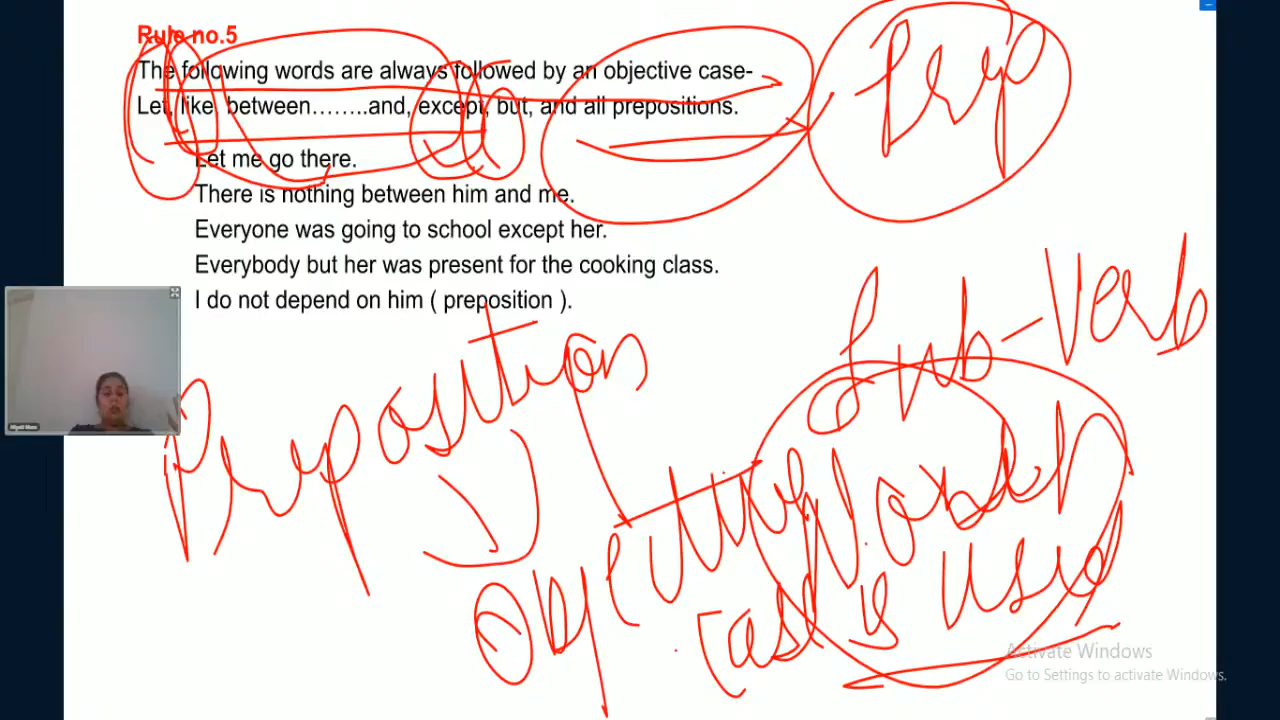 Rule no.5
The following words are always followed by an objective case-
Let, like, between……..and, except, but, and all prepositions.
Let me go there.
There is nothing between him and me.
Everyone was going to school except her.
Everybody but her was present for the cooking class.
I do not depend on him ( preposition ).
Prep
Sub-Verb
Preposition
Objective
Case is used
Activate Windows
Go to Settings to activate Windows.